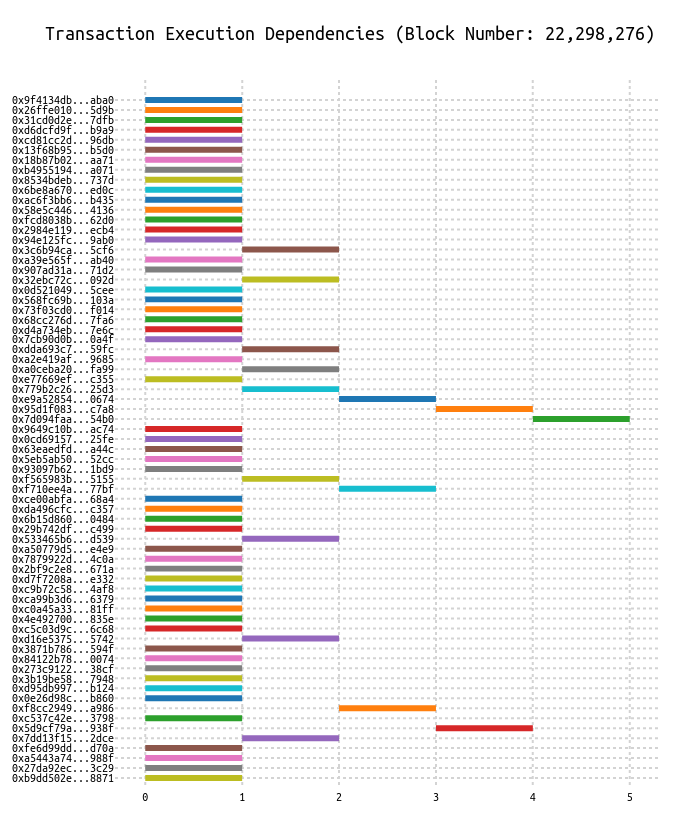 Transaction Execution Dependencies (Block Number: 22,298,276)
0x9f4134db...aba0
0x26ffe010...5d9b
0x31cd0d2e...7dfb
0xd6dcfd9f...b9a9
0xcd81cc2d...96db
0x13f68b95...b5d0
0x18b87b02...aa71
0xb4955194...a071
0x8534bdeb...737d
0x6be8a670...ed0c
0xac6f3bb6...b435
0x58e5c446...4136
0xfcd8038b...62d0
0x2984e119...ecb4
0x94e125fc...9ab0
0x3c6b94ca...5cf6
0xa39e565f...ab40
0x907ad31a...71d2
0x32ebc72c...092d
0x0d521049...5cee
0x568fc69b...103a
0x73f03cd0...f014
0x68cc276d...7fa6
0xd4a734eb...7e6c
0x7cb90d0b...0a4f
0xdda693c7...59fc
0xa2e419af...9685
0xa0ceba20...fa99
0xe77669ef...c355
0x779b2c26...25d3
0xe9a52854...0674
0x95d1f083...c7a8
0x7d094faa...54b0
0x9649c10b...ac74
0x0cd69157...25fe
0x63eaedfd...a44c
0x5eb5ab50...52cc
0x93097b62...1bd9
0xf565983b...5155
0xf710ee4a...77bf
0xce00abfa...68a4
0xda496cfc...c357
0x6b15d860...0484
0x29b742df...c499
0x533465b6...d539
0xa50779d5...e4e9
0x7879922d...4c0a
0x2bf9c2e8...671a
0xd7f7208a...e332
0xc9b72c58...4af8
0xca99b3d6...6379
0xc0a45a33...81ff
0x4e492700...835e
0xc5c03d9c...6c68
0xd16e5375...5742
0x3871b786...594f
0x84122b78...0074
0x273c9122...38cf
0x3b19be58...7948
0xd95db997...b124
0x0e26d98c...b860
0xf8cc2949...a986
0xc537c42e...3798
0x5d9cf79a...938f
0x7dd13f15...2dce
0xfe6d99dd...d70a
0xa5443a74...988f
0x27da92ec...3c29
0xb9dd502e...8871
0 1 2 3 4 5